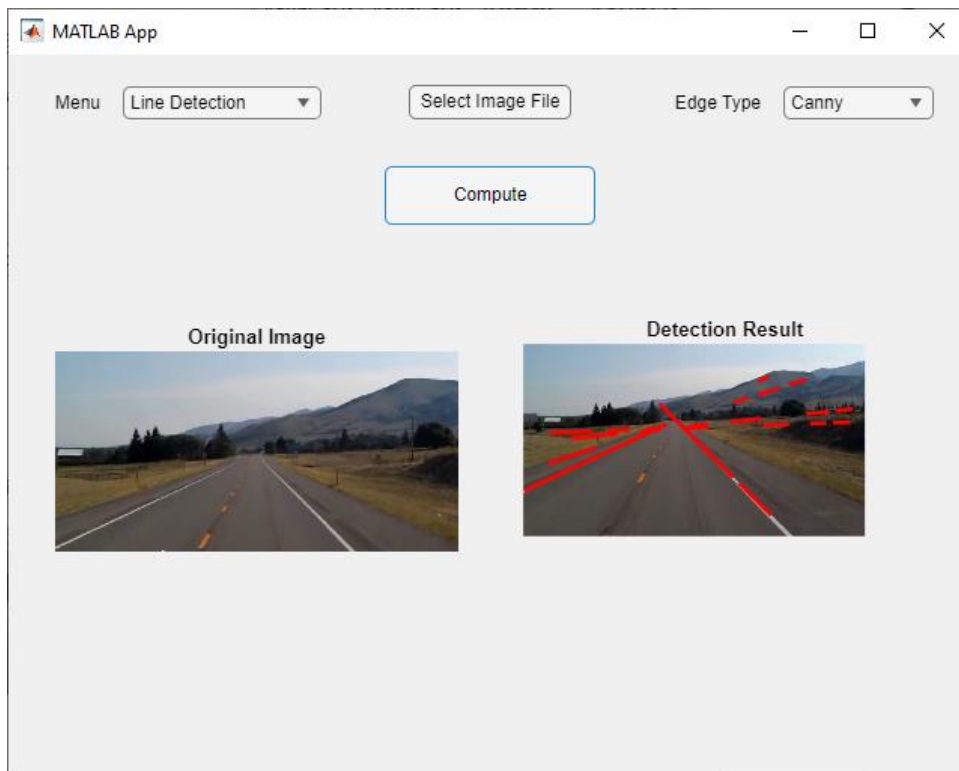 MATLAB App
Menu Line Detection Select Image File Edge Type Canny
Compute
Original Image
Detection Result